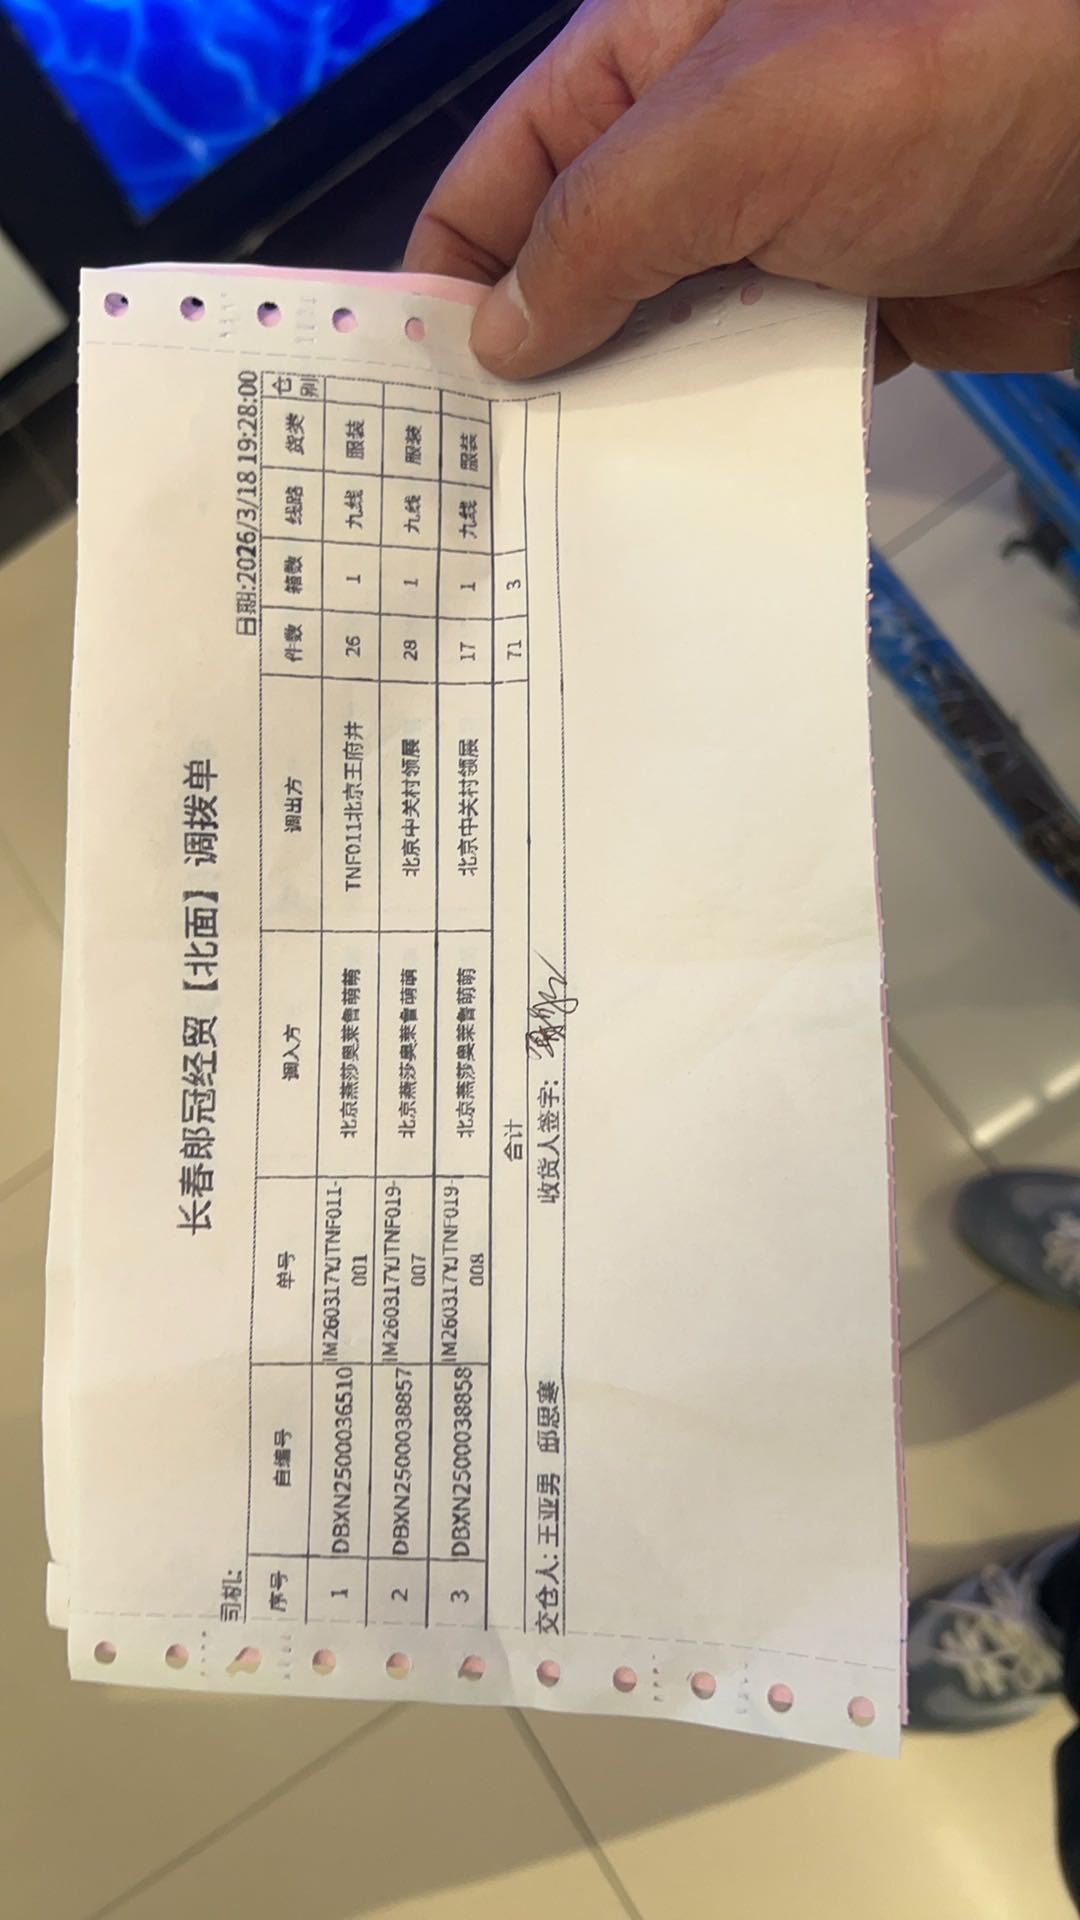 长春郎冠经贸【北面】调拨单
司机: 日期:2026/3/18 19:28:00
序号 自编号 单号 调入方 调出方 件数 箱数 线路 货类 仓别
1 DBXN2500036510 IM260317YJTNF011-001 北京燕莎奥莱鲁萌萌 TNF011北京王府井 26 1 九线 服装
2 DBXN2500038857 IM260317YJTNF019-007 北京燕莎奥莱鲁萌萌 北京中关村领展 28 1 九线 服装
3 DBXN2500038858 IM260317YJTNF019-008 北京燕莎奥莱鲁萌萌 北京中关村领展 17 1 九线 服装
合计 71 3
交仓人: 王亚男 邱思寒 收货人签字: